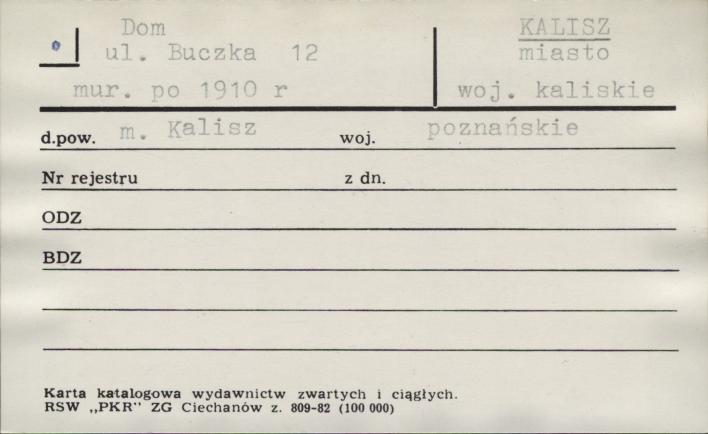 Dom
ul. Buczka 12
mur. po 1910 r
KALISZ
miasto
woj. kaliskie
d.pow. m. Kalisz woj. poznańskie
Nr rejestru z dn.
ODZ
BDZ
Karta katalogowa wydawnictw zwartych i ciągłych.
RSW „PKR" ZG Ciechanów z. 809-82 (100 000)